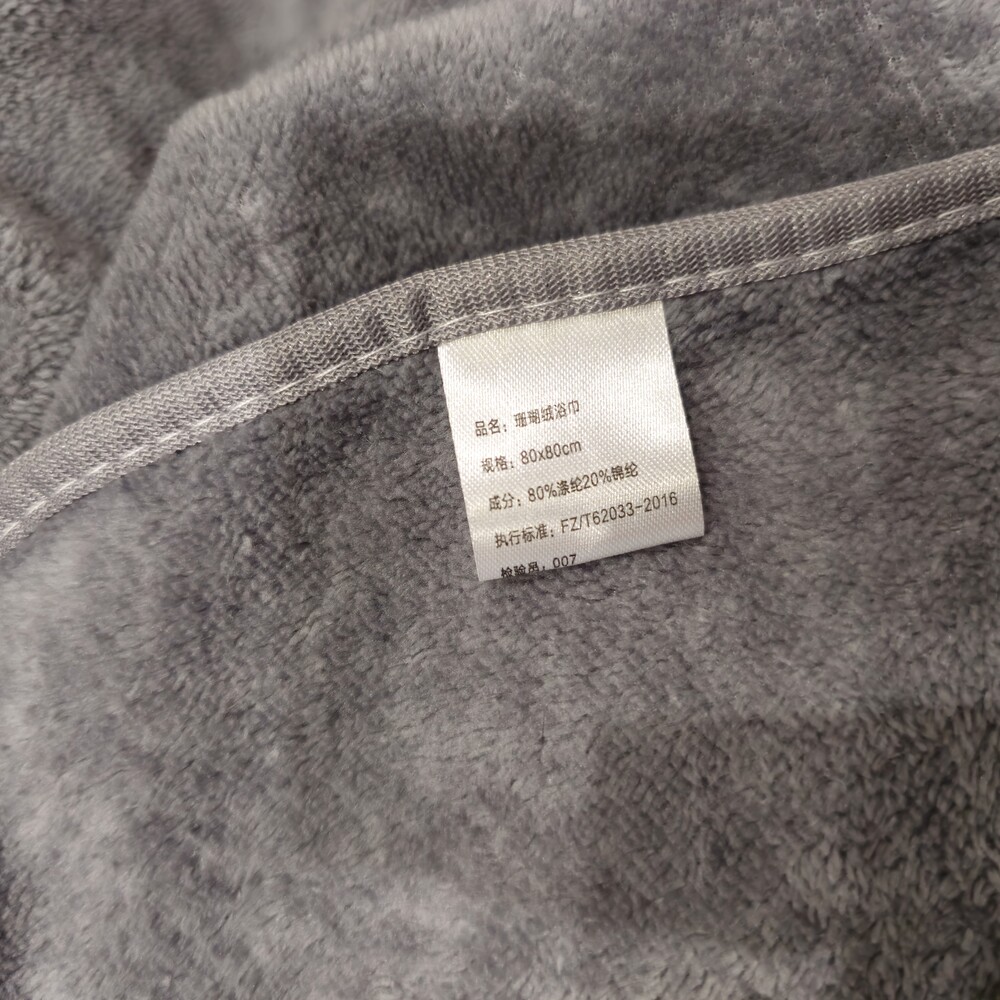 品名：珊瑚绒浴巾
规格：80x80cm
成分：80%涤纶20%锦纶
执行标准：FZ/T62033-2016
检验员：007